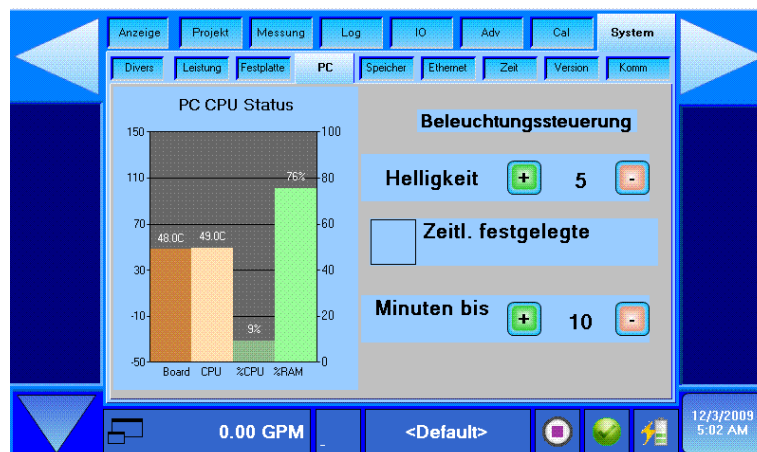 Anzeige Projekt Messung Log IO Adv Cal System
Divers Leistung Festplatte PC Speicher Ethernet Zeit Version Komm
PC CPU Status
150 100
110 80
70 60
30 40
-10 20
-50 0
76%
48.0C 49.0C
9%
Board CPU %CPU %RAM
Beleuchtungssteuerung
Helligkeit + 5 -
Zeitl. festgelegte
Minuten bis + 10 -
0.00 GPM _ <Default>
12/3/2009
5:02 AM